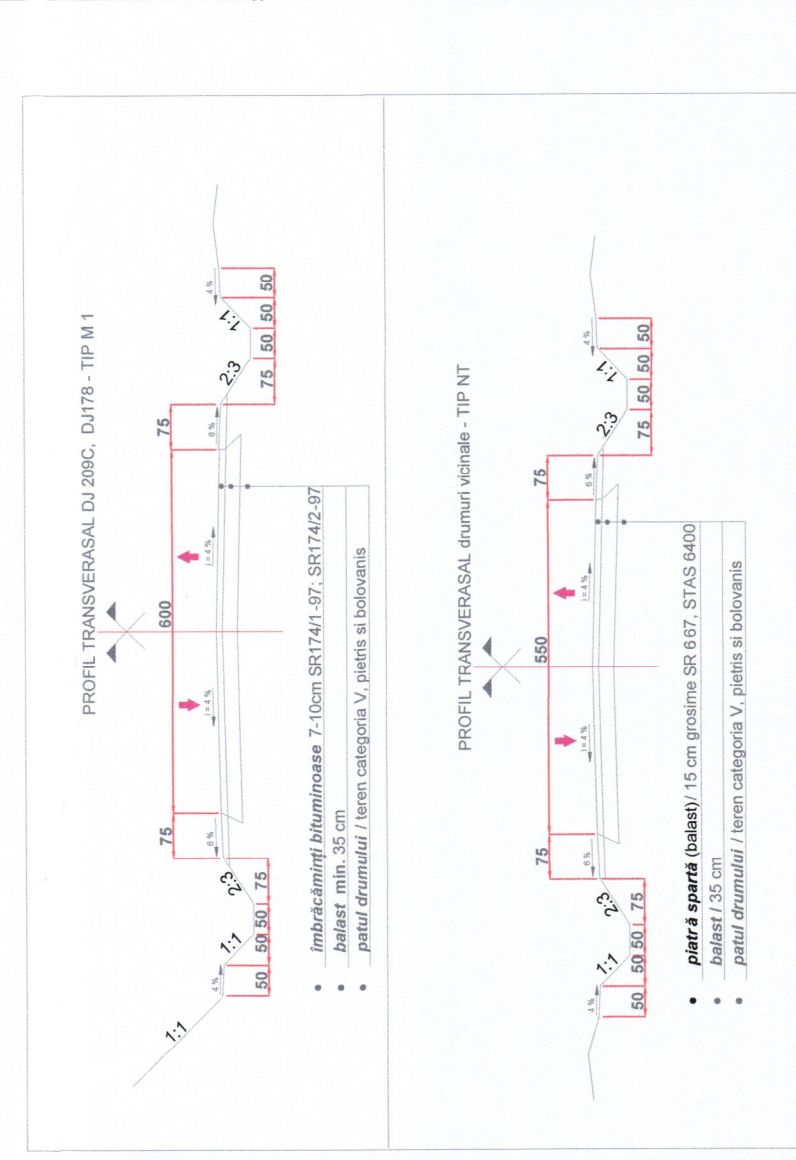 PROFIL TRANSVERASAL DJ 209C, DJ178 - TIP M 1
600
75
75
i = 4 %
i = 4 %
6 %
6 %
4 %
4 %
1:1
1:1
2:3
2:3
1:1
50 50 50 75
75 50 50 50
• îmbrăcăminți bituminoase 7-10cm SR174/1-97; SR174/2-97
• balast min. 35 cm
• patul drumului / teren categoria V, pietris si bolovanis
PROFIL TRANSVERASAL drumuri vicinale - TIP NT
550
75
75
i = 4 %
i = 4 %
6 %
6 %
4 %
4 %
1:1
2:3
2:3
1:1
50 50 50 75
75 50 50 50
• piatră spartă (balast)/ 15 cm grosime SR 667, STAS 6400
• balast / 35 cm
• patul drumului / teren categoria V, pietris si bolovanis